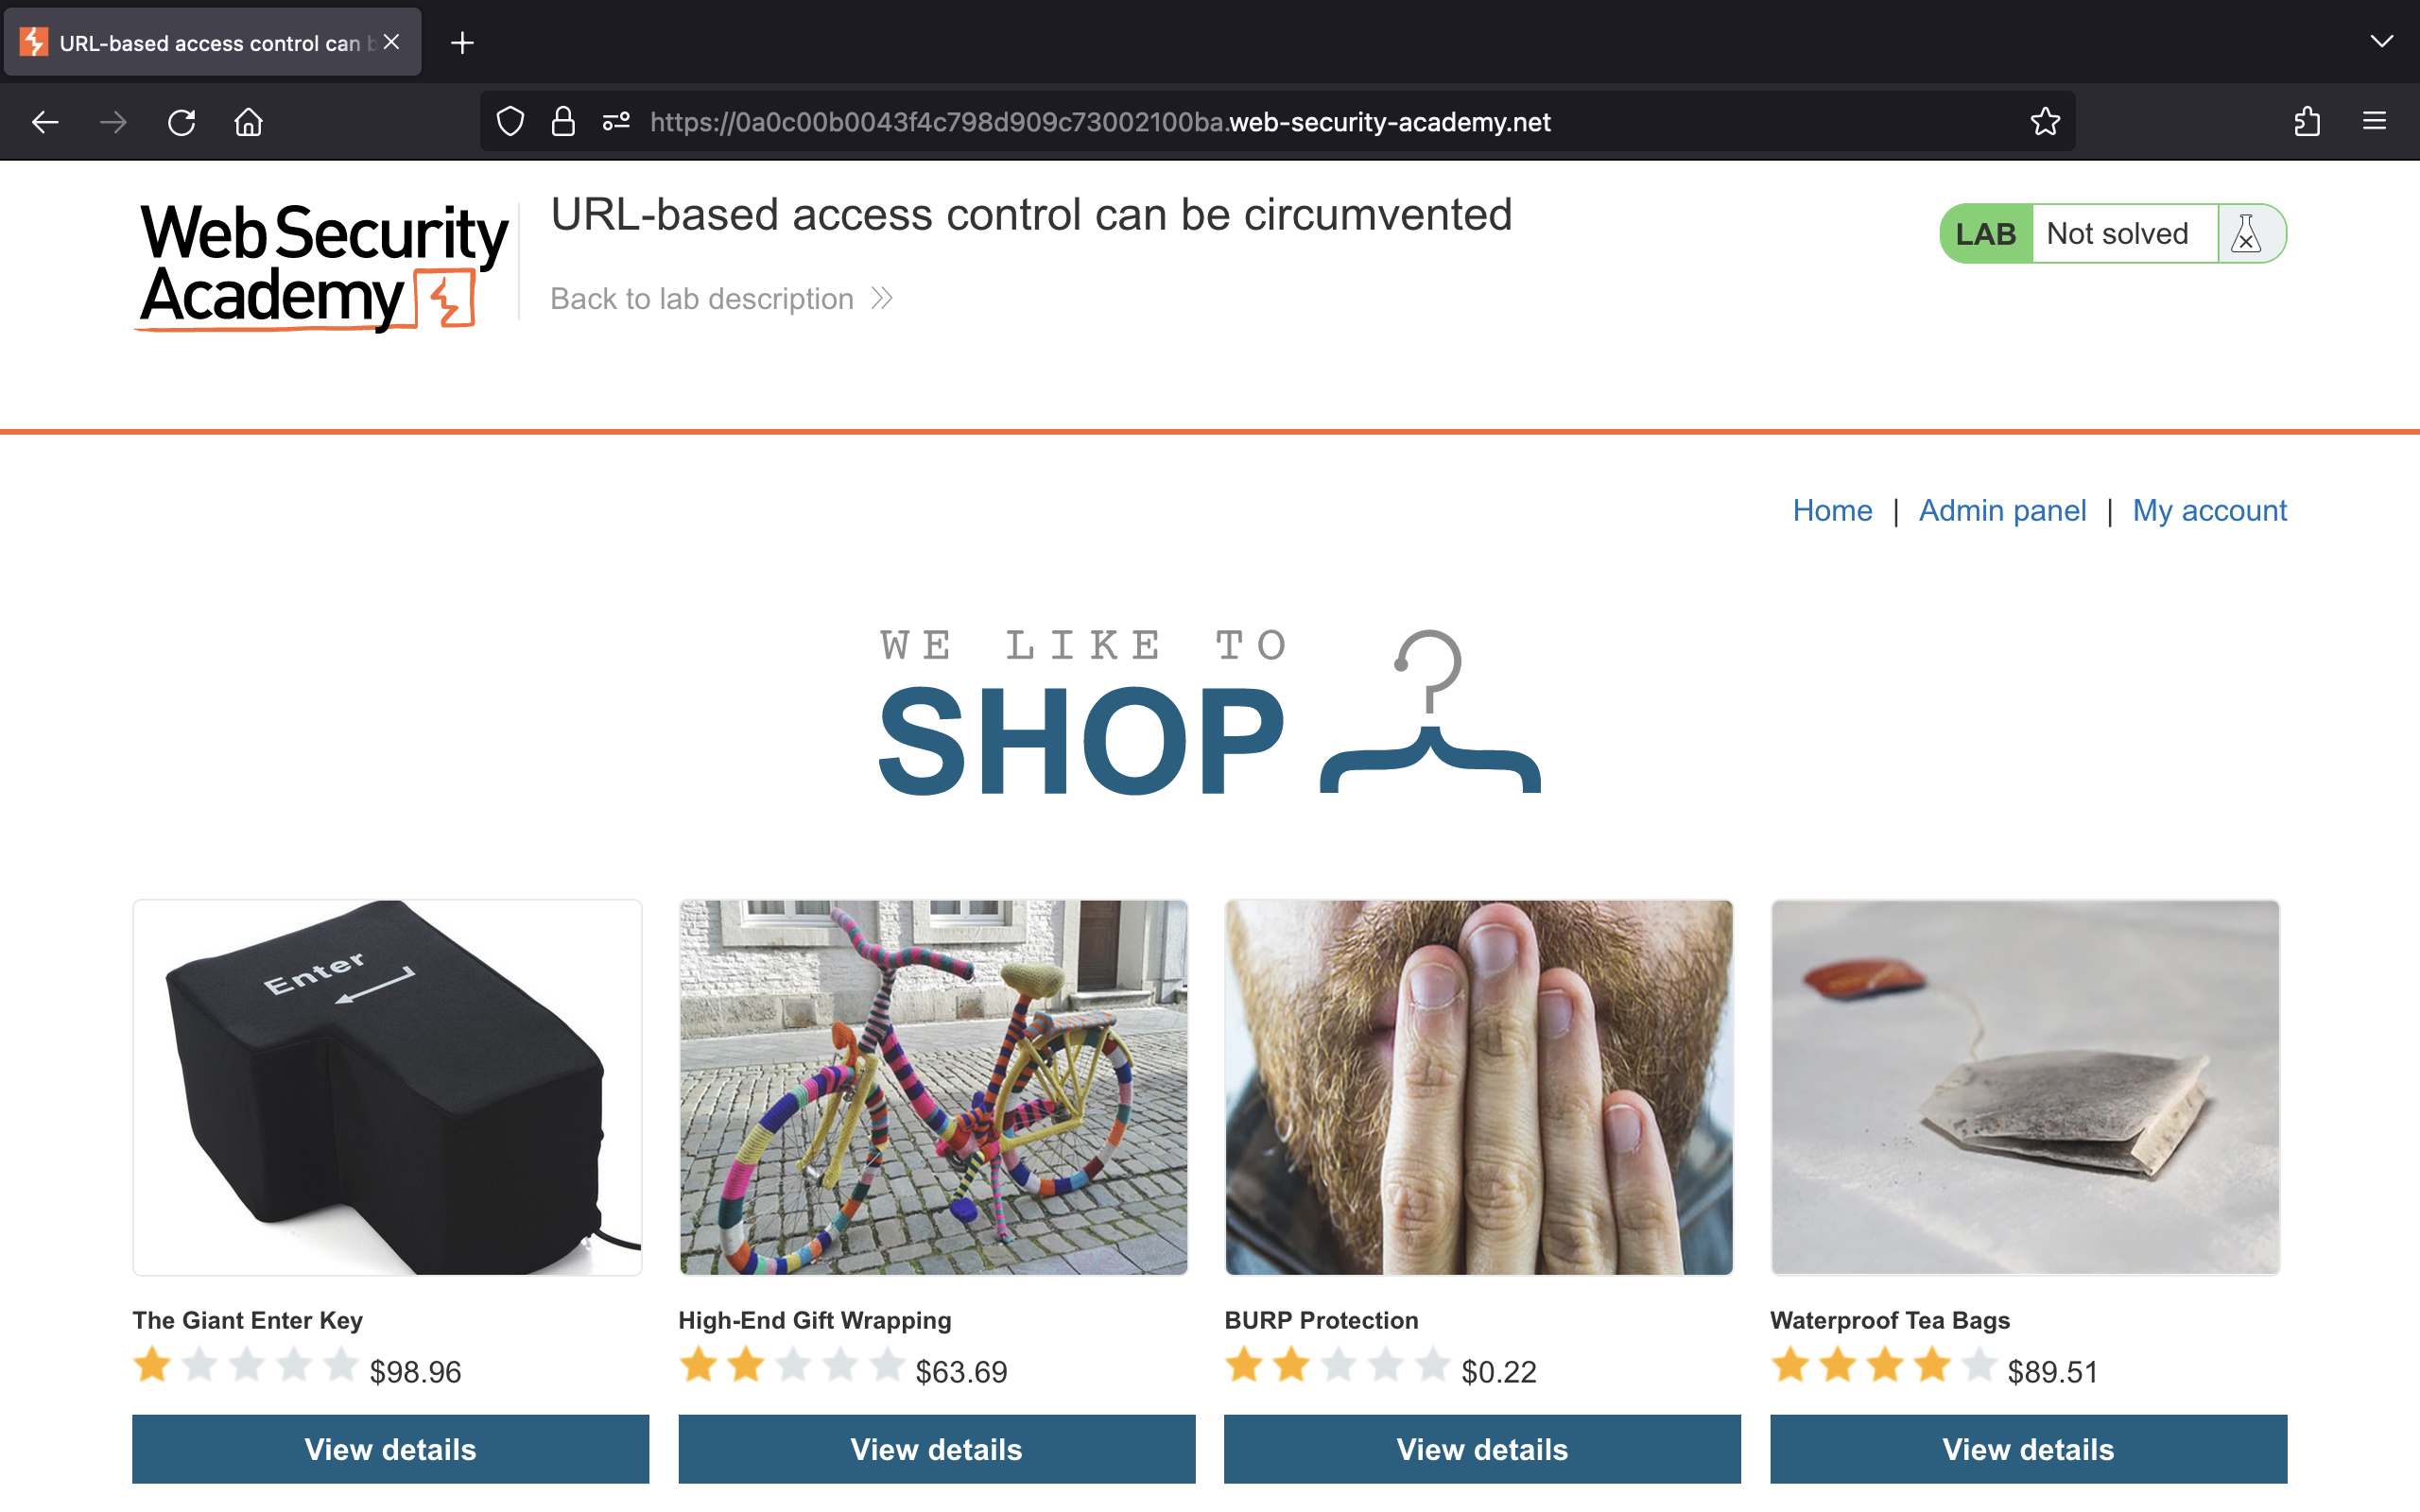 URL-based access control can b
https://0a0c00b0043f4c798d909c73002100ba.web-security-academy.net
Web Security
Academy
URL-based access control can be circumvented
LAB Not solved
Back to lab description
Home | Admin panel | My account
WE LIKE TO
SHOP
Enter
The Giant Enter Key
High-End Gift Wrapping
BURP Protection
Waterproof Tea Bags
$98.96
$63.69
$0.22
$89.51
View details
View details
View details
View details